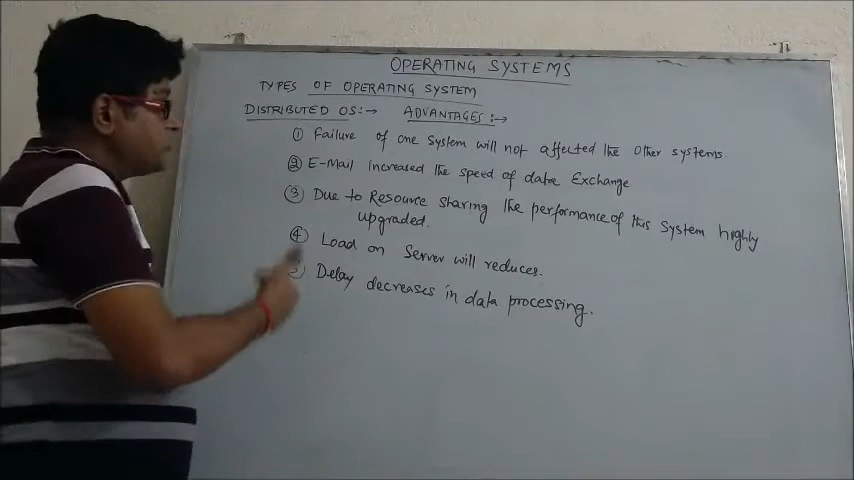 OPERATING SYSTEMS
TYPES OF OPERATING SYSTEM
DISTRIBUTED OS:→ ADVANTAGES:→
① Failure of one system will not affected the other systems
② E-Mail increased the speed of data Exchange
③ Due to Resource sharing the performance of this system highly
upgraded.
④ Load on Server will reduces.
⑤ Delay decreases in data processing.